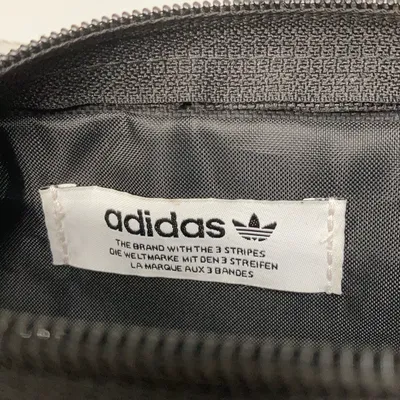 adidas
THE BRAND WITH THE 3 STRIPES
DIE WELTMARKE MIT DEN 3 STREIFEN
LA MARQUE AUX 3 BANDES